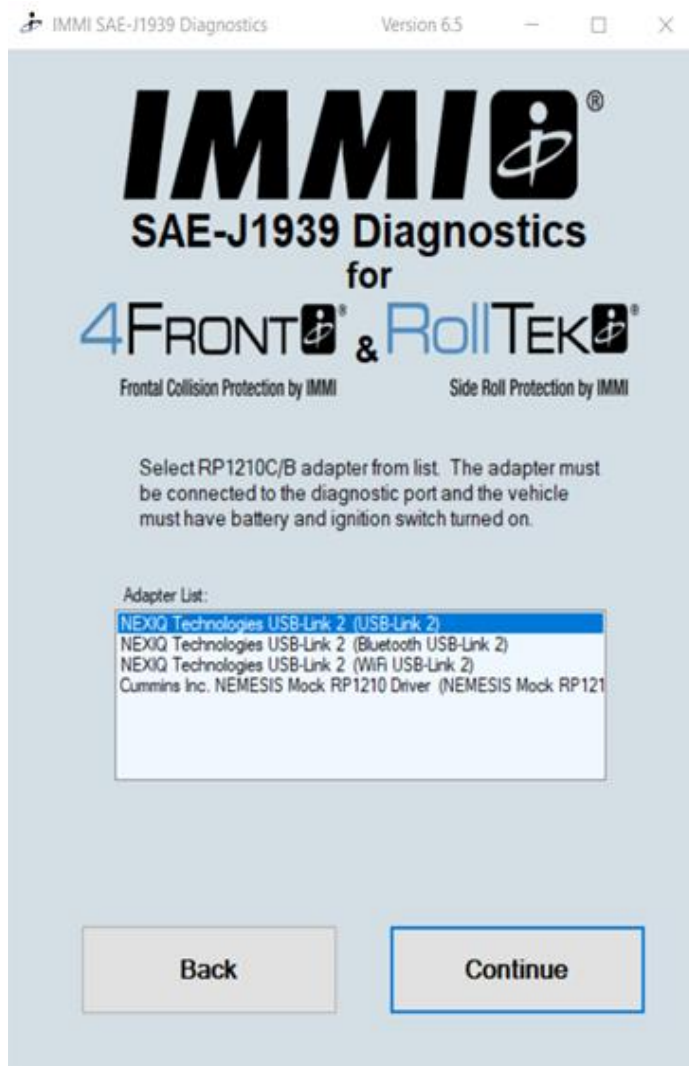 IMMI SAE-J1939 Diagnostics Version 6.5
IMMI®
SAE-J1939 Diagnostics
for
4FRONT® & RollTek®
Frontal Collision Protection by IMMI Side Roll Protection by IMMI
Select RP1210C/B adapter from list. The adapter must
be connected to the diagnostic port and the vehicle
must have battery and ignition switch turned on.
Adapter List:
NEXIQ Technologies USB-Link 2 (USB-Link 2)
NEXIQ Technologies USB-Link 2 (Bluetooth USB-Link 2)
NEXIQ Technologies USB-Link 2 (WiFi USB-Link 2)
Cummins Inc. NEMESIS Mock RP1210 Driver (NEMESIS Mock RP121
Back Continue